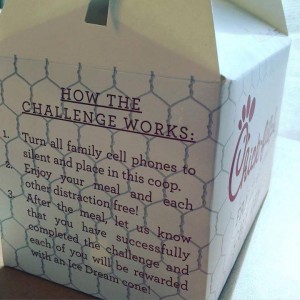 HOW THE
CHALLENGE WORKS:
1. Turn all family cell phones to
silent and place in this coop.
2. Enjoy your meal and each
other distraction free!
3. After the meal, let us know
that you have successfully
completed the challenge and
each of you will be rewarded
with an Ice Dream cone!
Chick-fil-A